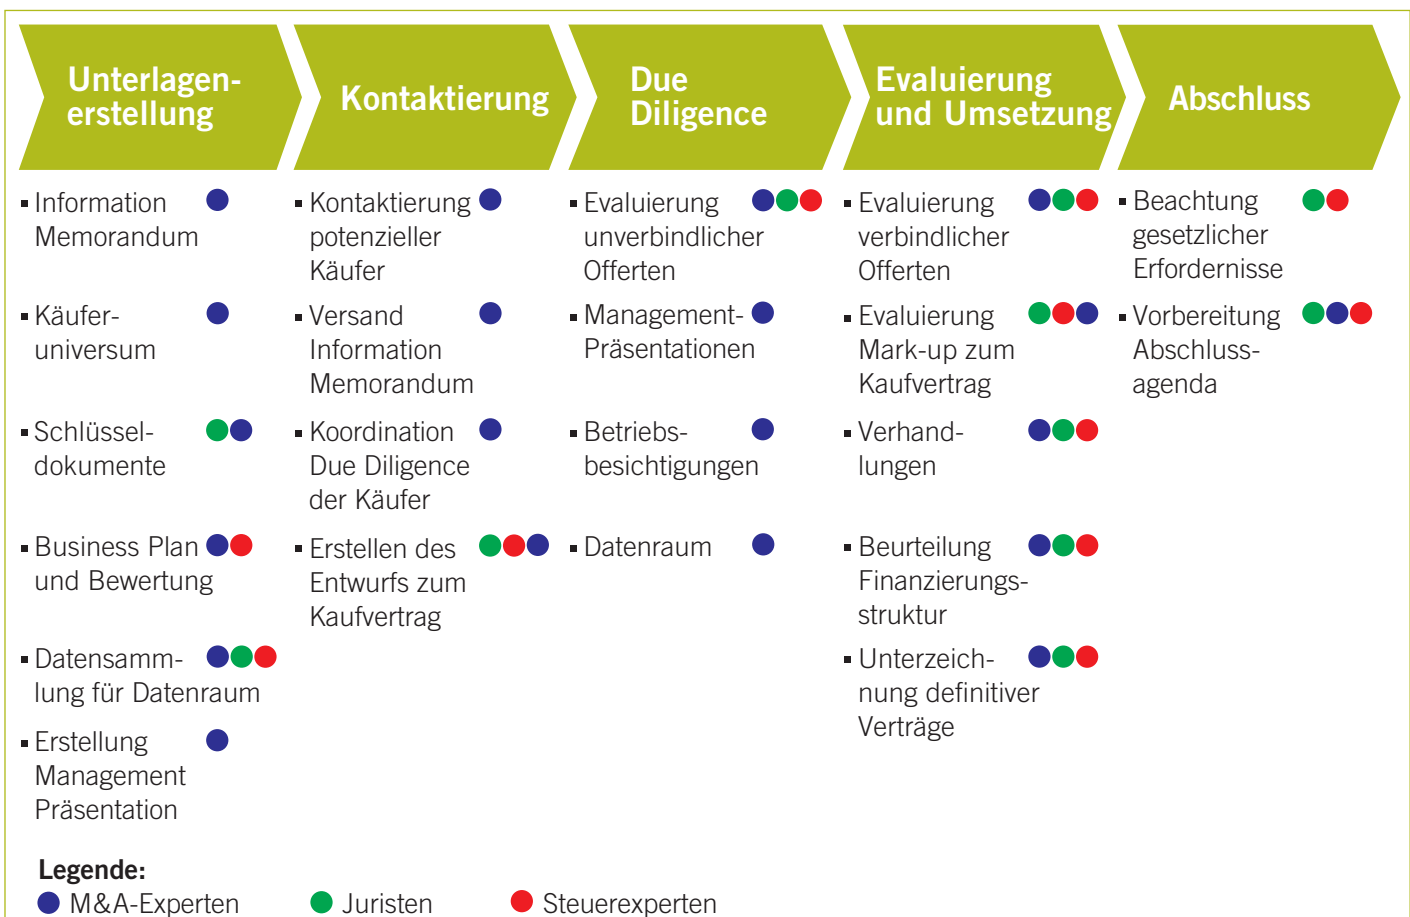 Unterlagen-
erstellung
Kontaktierung
Due
Diligence
Evaluierung
und Umsetzung
Abschluss
Information
Memorandum
Käufer-
universum
Schlüssel-
dokumente
Business Plan
und Bewertung
Datensamm-
lung für Datenraum
Erstellung
Management
Präsentation
Kontaktierung
potenzieller
Käufer
Versand
Information
Memorandum
Koordination
Due Diligence
der Käufer
Erstellen des
Entwurfs zum
Kaufvertrag
Evaluierung
unverbindlicher
Offerten
Management-
Präsentationen
Betriebs-
besichtigungen
Datenraum
Evaluierung
verbindlicher
Offerten
Evaluierung
Mark-up zum
Kaufvertrag
Verhand-
lungen
Beurteilung
Finanzierungs-
struktur
Unterzeich-
nung definitiver
Verträge
Beachtung
gesetzlicher
Erfordernisse
Vorbereitung
Abschluss-
agenda
Legende:
M&A-Experten
Juristen
Steuerexperten